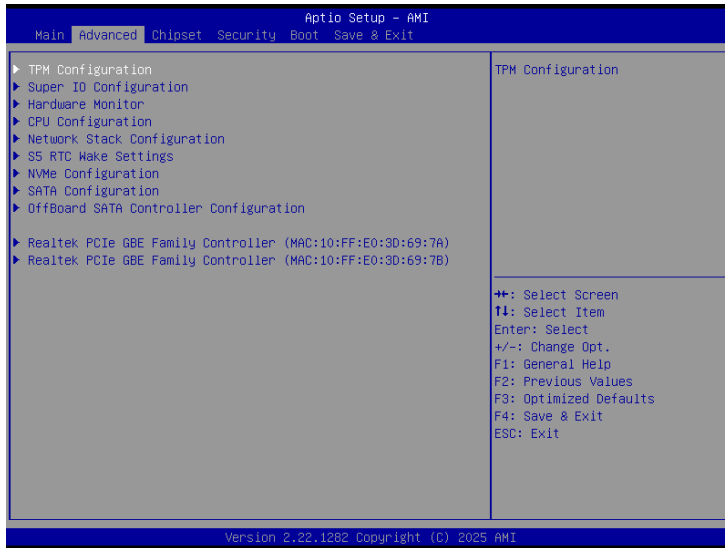 Aptio Setup – AMI
Main Advanced Chipset Security Boot Save & Exit
TPM Configuration
Super IO Configuration
Hardware Monitor
CPU Configuration
Network Stack Configuration
S5 RTC Wake Settings
NVMe Configuration
SATA Configuration
OffBoard SATA Controller Configuration
Realtek PCIe GBE Family Controller (MAC:10:FF:E0:3D:69:7A)
Realtek PCIe GBE Family Controller (MAC:10:FF:E0:3D:69:7B)
TPM Configuration
→←: Select Screen
↑↓: Select Item
Enter: Select
+/-: Change Opt.
F1: General Help
F2: Previous Values
F3: Optimized Defaults
F4: Save & Exit
ESC: Exit
Version 2.22.1282 Copyright (C) 2025 AMI